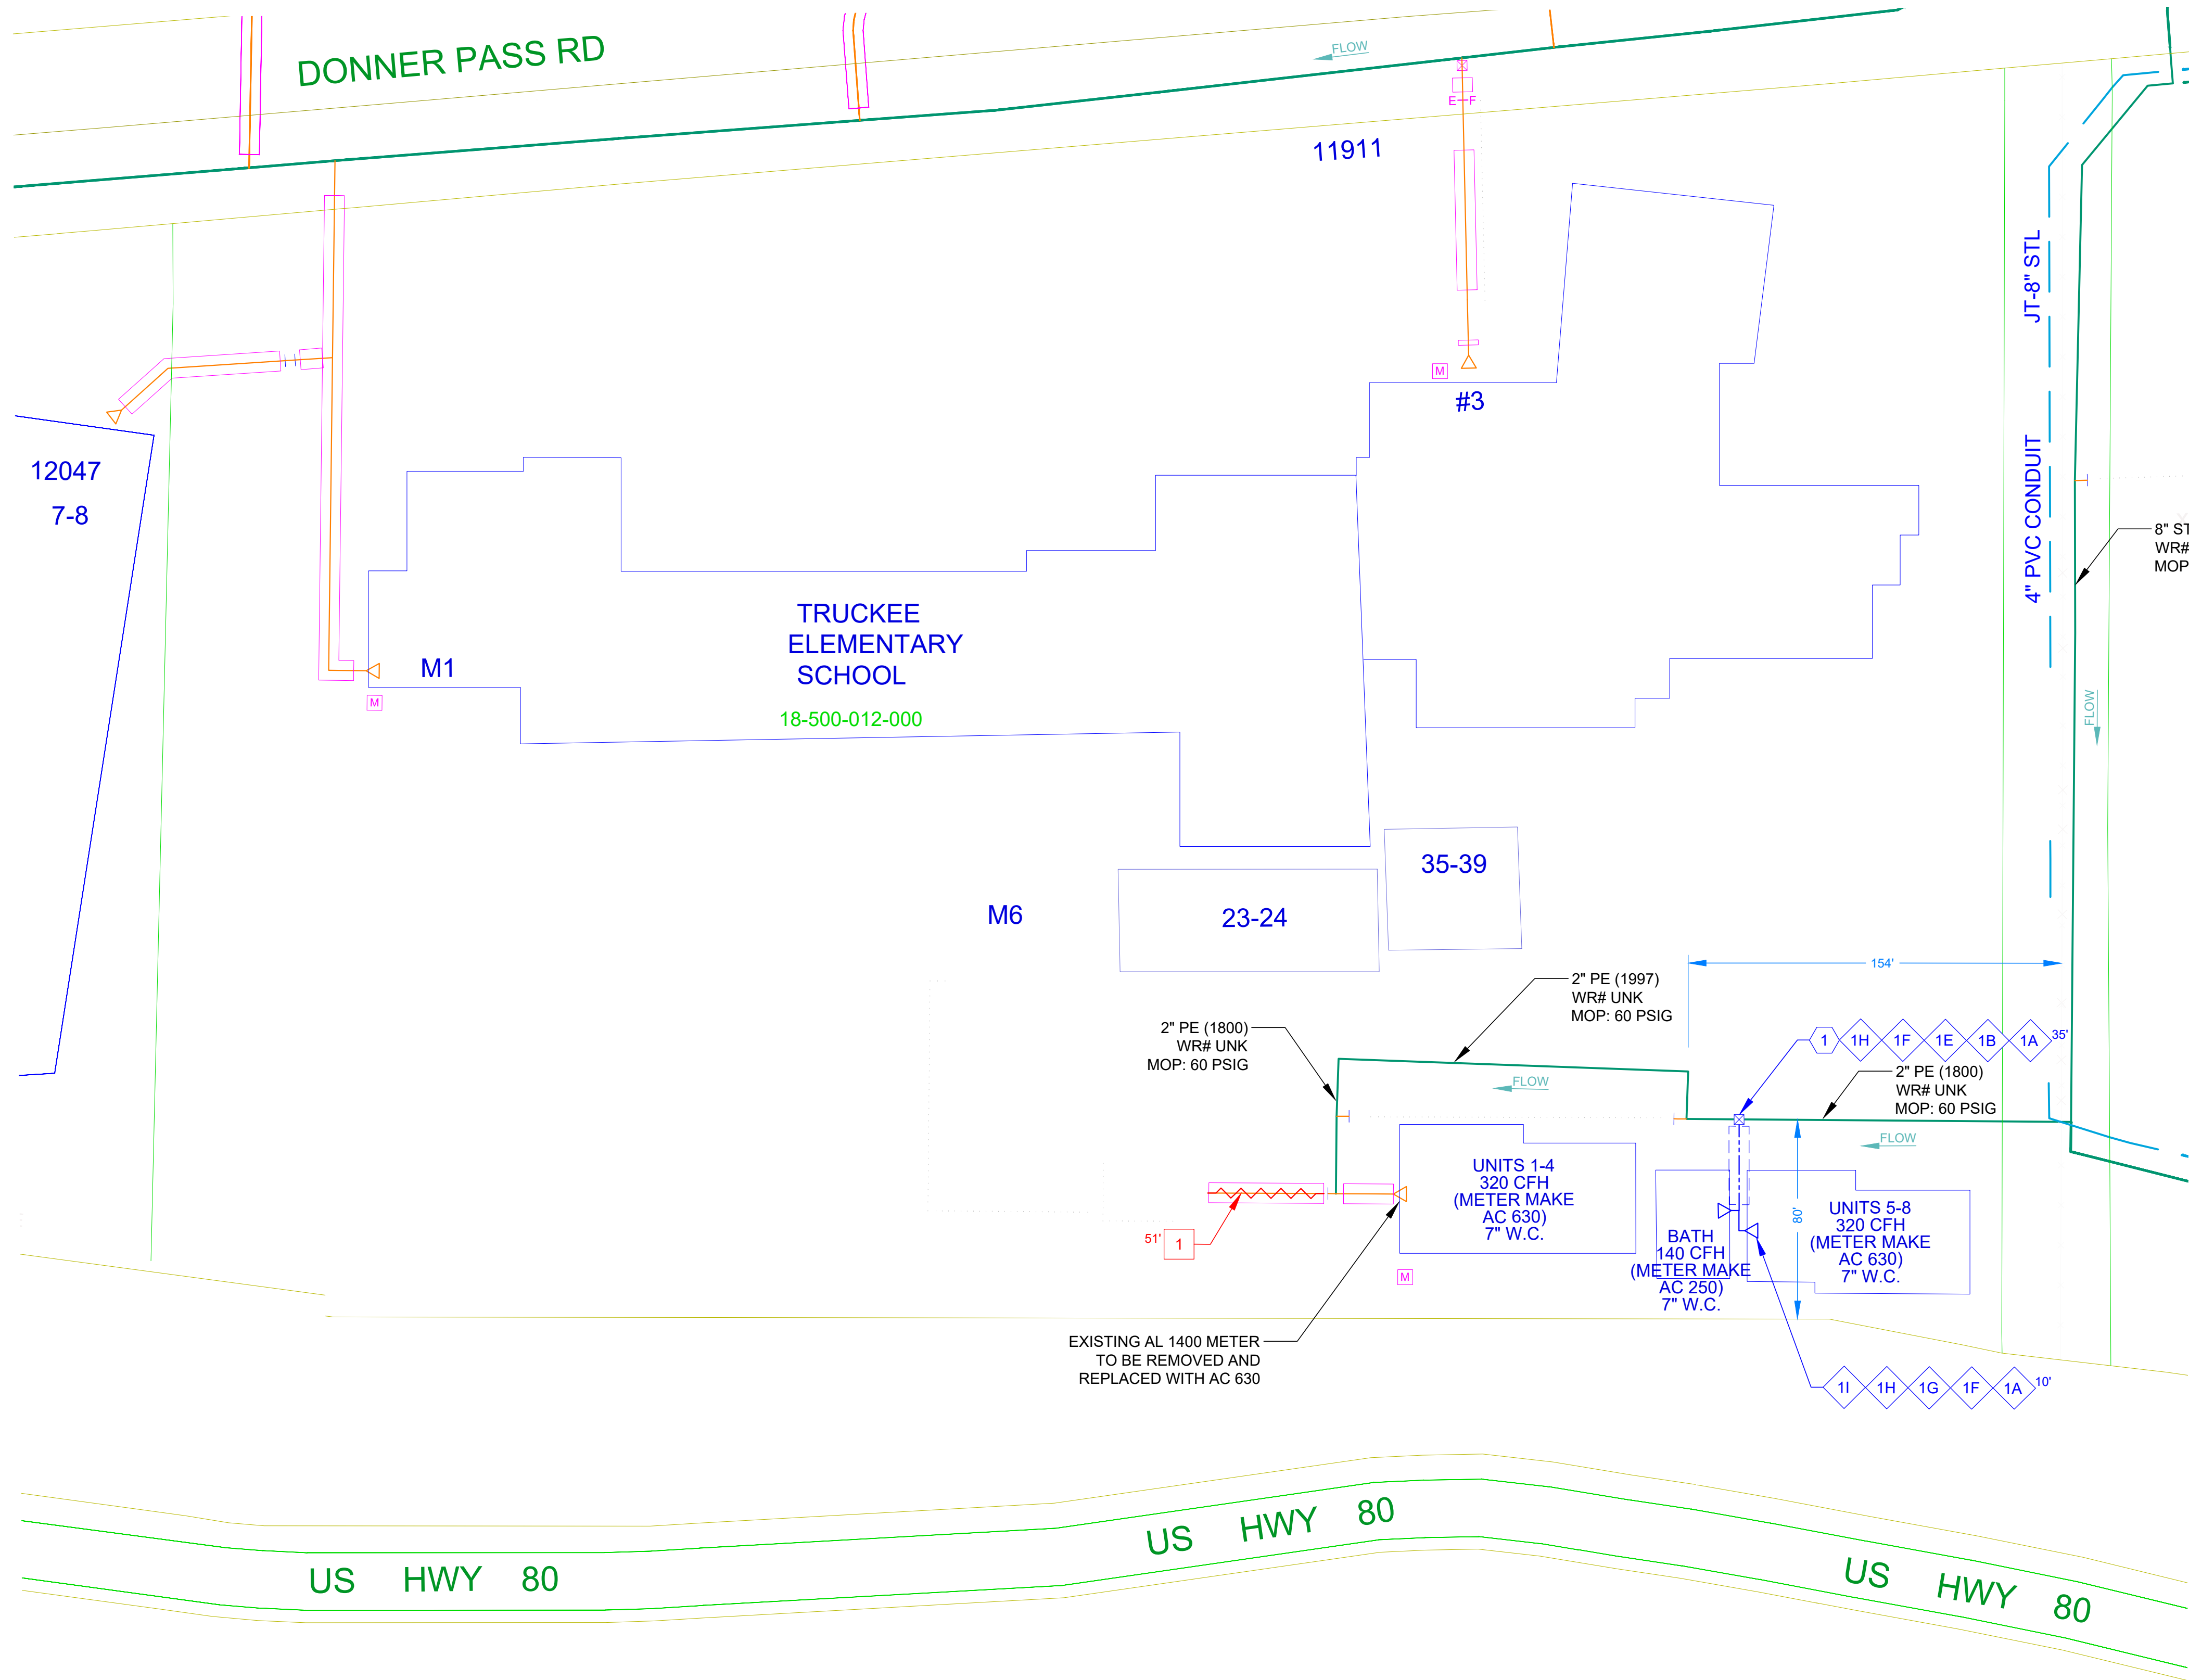 DONNER PASS RD
FLOW
E-F
11911
JT-8" STL
4" PVC CONDUIT
12047
7-8
M
#3
M1
M
TRUCKEE
ELEMENTARY
SCHOOL
18-500-012-000
8" ST
WR#
MOP
FLOW
35-39
M6
23-24
154'
2" PE (1997)
WR# UNK
MOP: 60 PSIG
2" PE (1800)
WR# UNK
MOP: 60 PSIG
1
1H
1F
1E
1B
1A
35'
2" PE (1800)
WR# UNK
MOP: 60 PSIG
FLOW
FLOW
UNITS 1-4
320 CFH
(METER MAKE
AC 630)
7" W.C.
80'
BATH
140 CFH
(METER MAKE
AC 250)
7" W.C.
UNITS 5-8
320 CFH
(METER MAKE
AC 630)
7" W.C.
51'
1
M
EXISTING AL 1400 METER
TO BE REMOVED AND
REPLACED WITH AC 630
1I
1H
1G
1F
1A
10'
US HWY 80
US HWY 80
US HWY 80